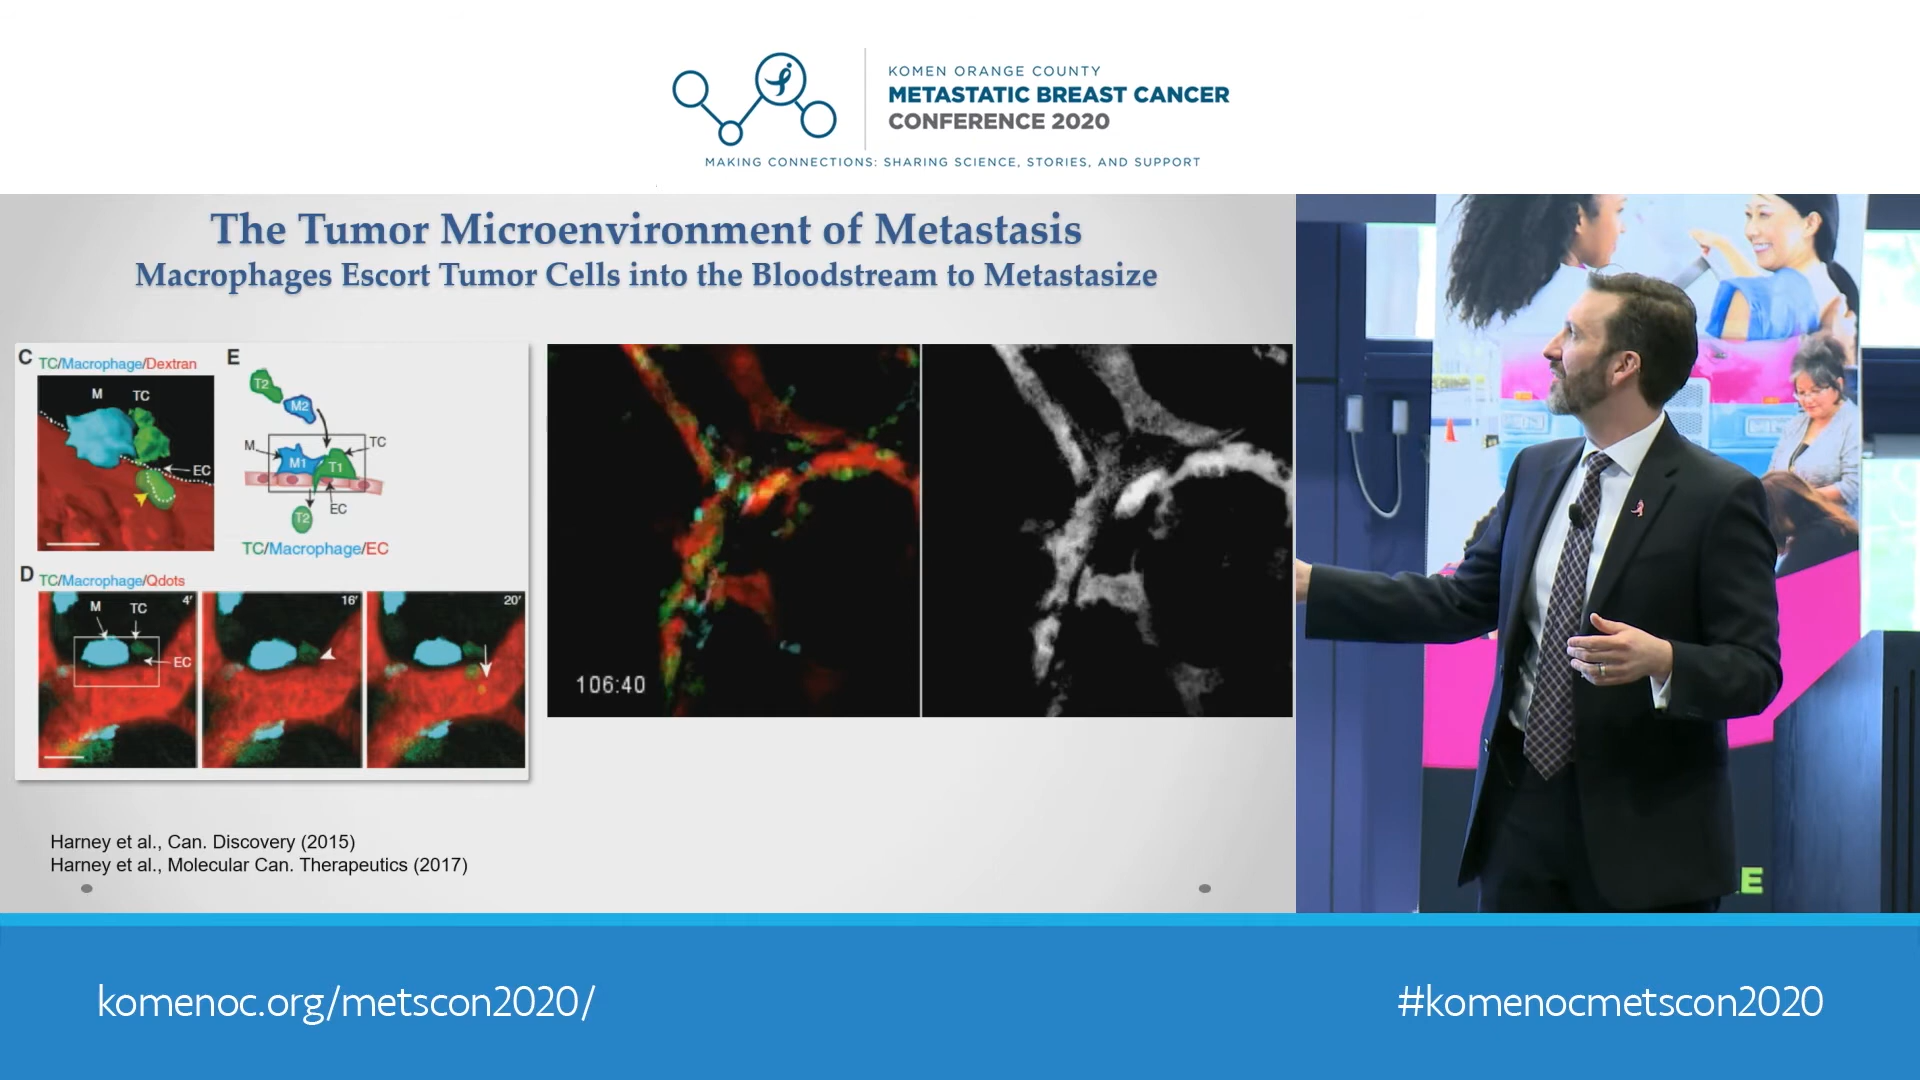 KOMEN ORANGE COUNTY
METASTATIC BREAST CANCER
CONFERENCE 2020
MAKING CONNECTIONS: SHARING SCIENCE, STORIES, AND SUPPORT
The Tumor Microenvironment of Metastasis
Macrophages Escort Tumor Cells into the Bloodstream to Metastasize
C TC/Macrophage/Dextran
M TC
EC
E
T2
M2
M
TC
M1
T1
EC
T2
TC/Macrophage/EC
D TC/Macrophage/Qdots
M TC
4'
EC
16'
20'
106:40
Harney et al., Can. Discovery (2015)
Harney et al., Molecular Can. Therapeutics (2017)
E
komenoc.org/metscon2020/
#komenocmetscon2020